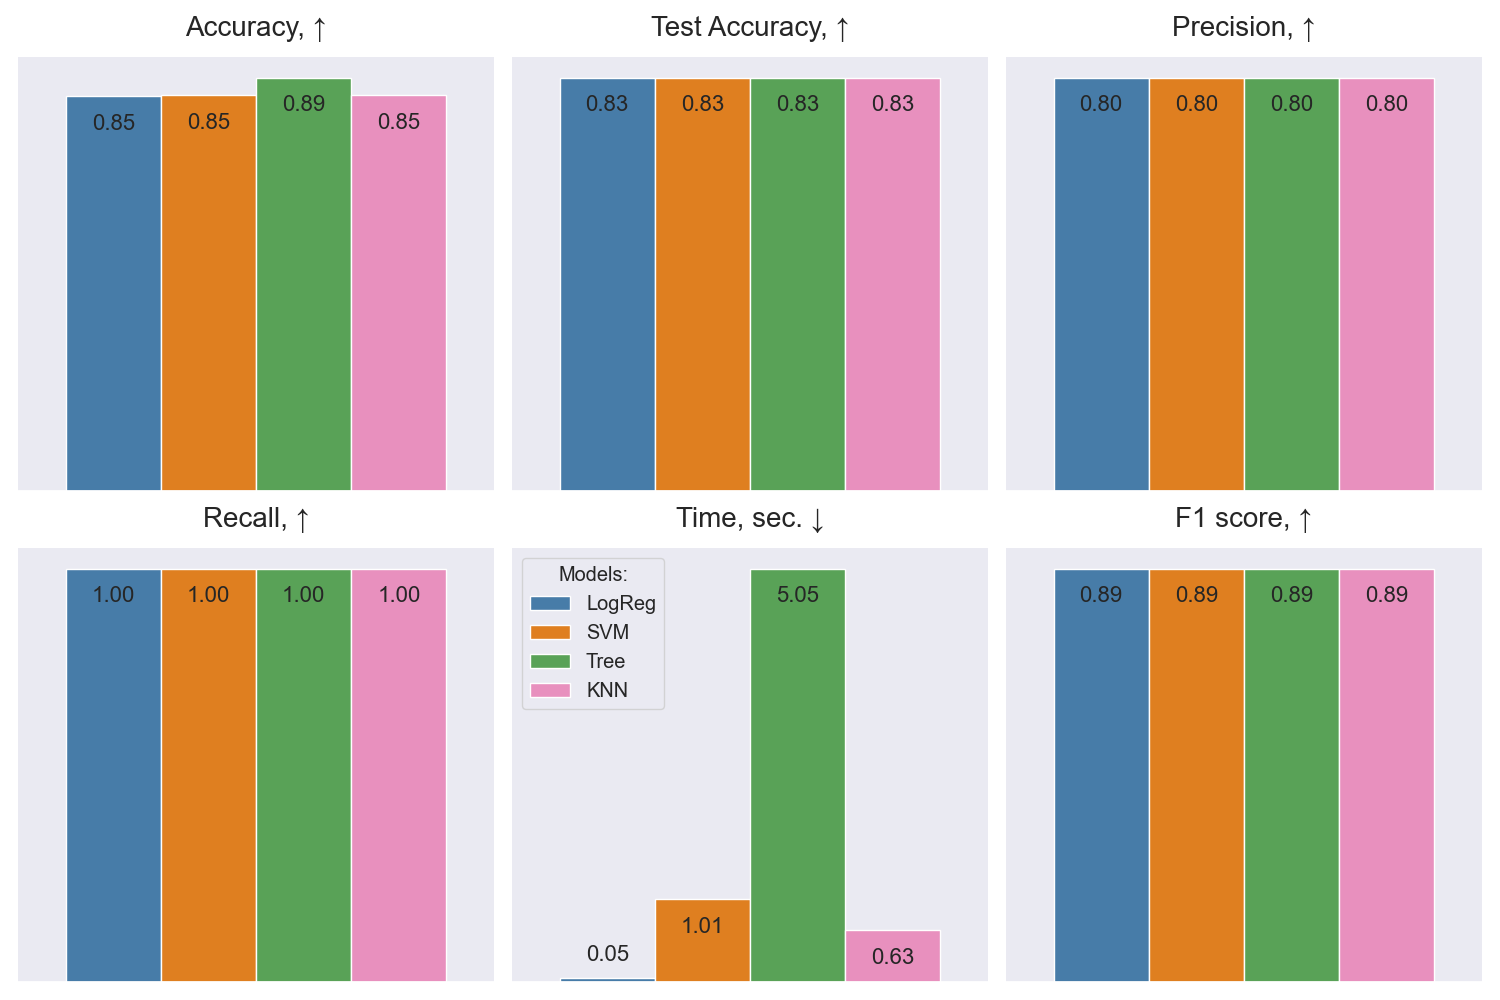 Accuracy, ↑
0.85
0.85
0.89
0.85
Test Accuracy, ↑
0.83
0.83
0.83
0.83
Precision, ↑
0.80
0.80
0.80
0.80
Recall, ↑
1.00
1.00
1.00
1.00
Time, sec. ↓
Models:
LogReg
SVM
Tree
KNN
0.05
1.01
5.05
0.63
F1 score, ↑
0.89
0.89
0.89
0.89